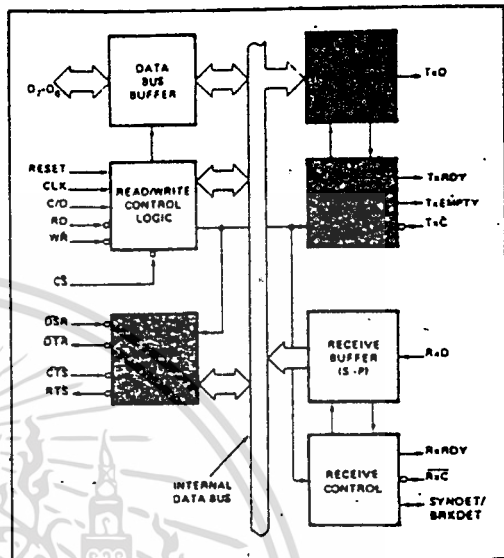 DATA
BUS
BUFFER
D7-D0
RESET
CLK
C/D
RD
WR
CS
READ/WRITE
CONTROL
LOGIC
DSR
DTR
CTS
RTS
INTERNAL
DATA BUS
TxD
TxRDY
TxEMPTY
TxC
RECEIVE
BUFFER
(S-P)
RxD
RECEIVE
CONTROL
RxRDY
RxC
SYNDET/
BRKDET